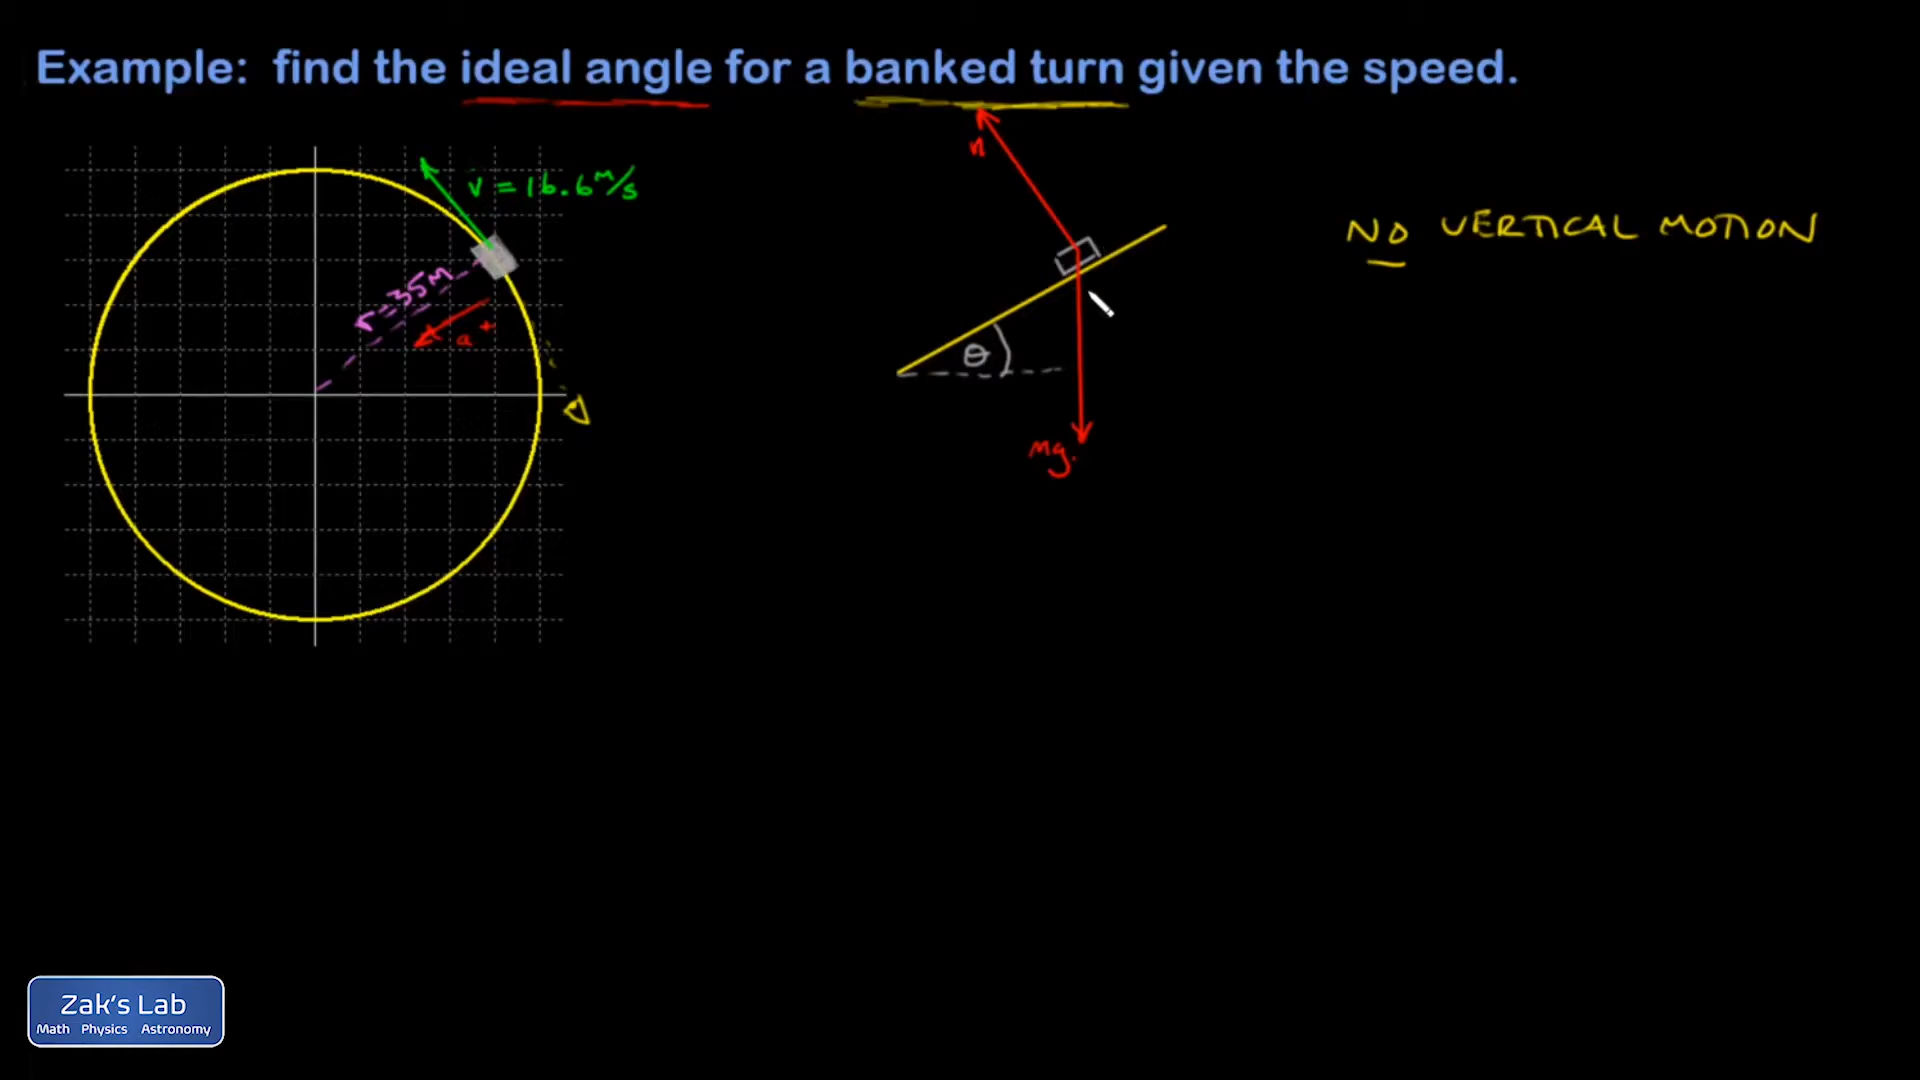 Example: find the ideal angle for a banked turn given the speed.
v = 16.6 m/s
r = 35m
a +
n
θ
mg.
NO VERTICAL MOTION
Zak's Lab
Math Physics Astronomy